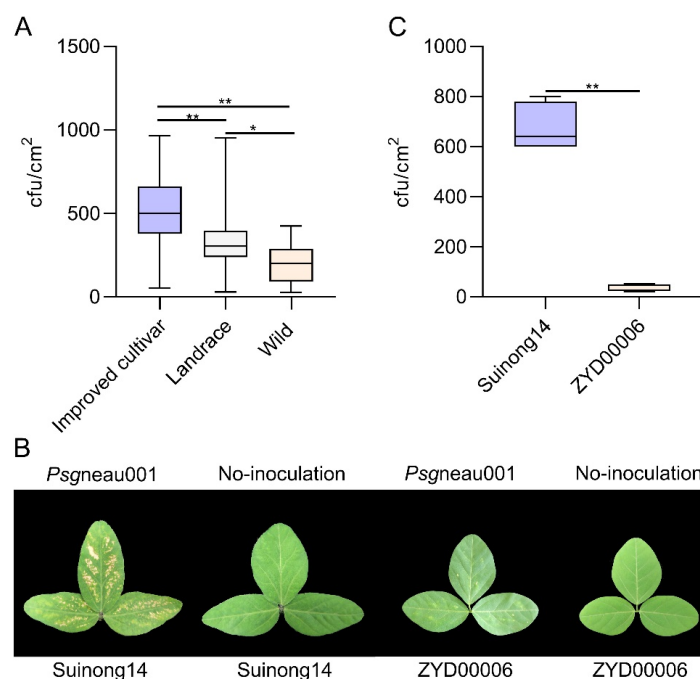 A
1500
1000
500
0
cfu/cm²
**
**
*
Improved cultivar
Landrace
Wild
C
1000
800
600
400
200
0
cfu/cm²
**
Suinong14
ZYD00006
B
Psgneau001 No-inoculation Psgneau001 No-inoculation
Suinong14 Suinong14 ZYD00006 ZYD00006